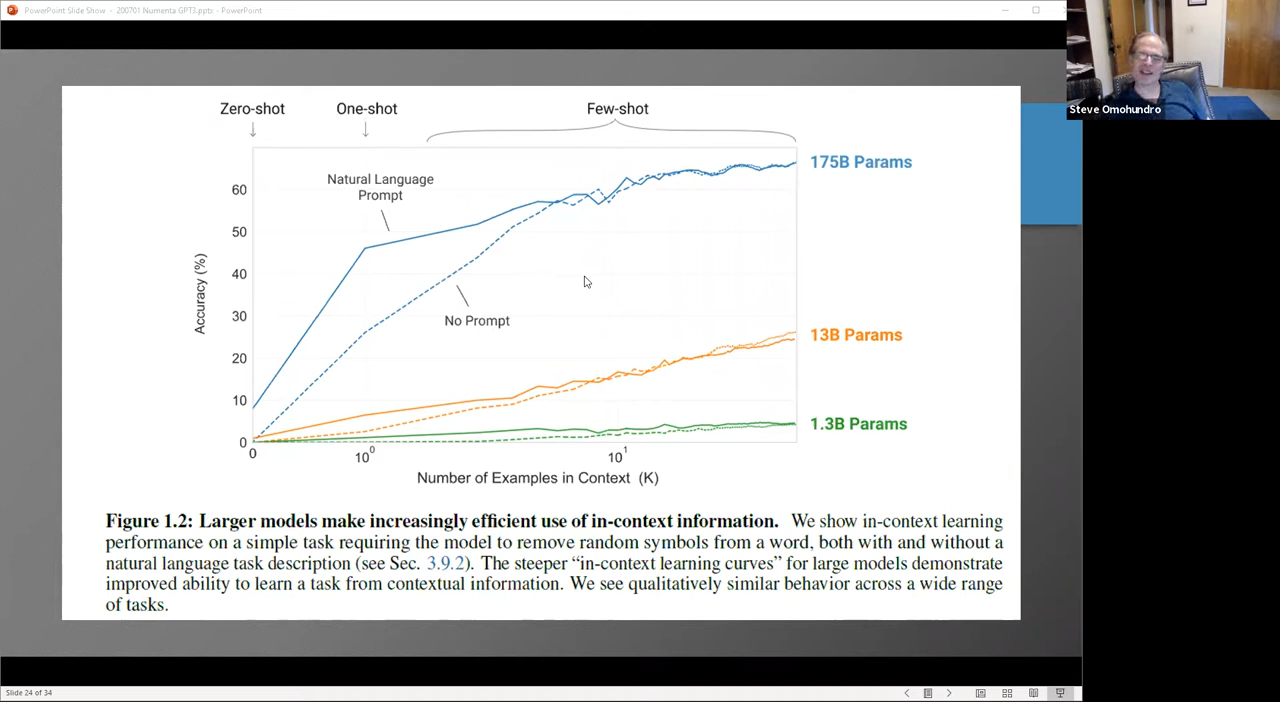 PowerPoint Slide Show - 200701 Numenta GPT3.pptx - PowerPoint
Steve Omohundro
Zero-shot One-shot Few-shot
175B Params
Natural Language
Prompt
60
50
40
30
20
10
0
Accuracy (%)
No Prompt
13B Params
1.3B Params
0 10⁰ 10¹
Number of Examples in Context (K)
Figure 1.2: Larger models make increasingly efficient use of in-context information. We show in-context learning
performance on a simple task requiring the model to remove random symbols from a word, both with and without a
natural language task description (see Sec. 3.9.2). The steeper “in-context learning curves” for large models demonstrate
improved ability to learn a task from contextual information. We see qualitatively similar behavior across a wide range
of tasks.
Slide 24 of 34